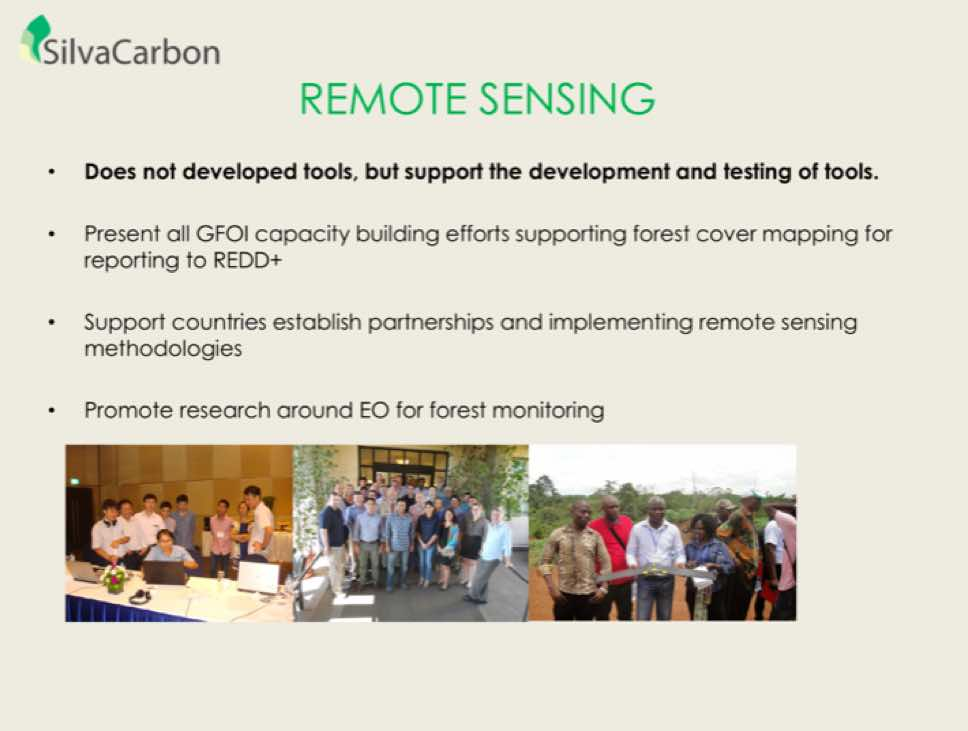 SilvaCarbon
REMOTE SENSING
• Does not developed tools, but support the development and testing of tools.
• Present all GFOI capacity building efforts supporting forest cover mapping for
reporting to REDD+
• Support countries establish partnerships and implementing remote sensing
methodologies
• Promote research around EO for forest monitoring